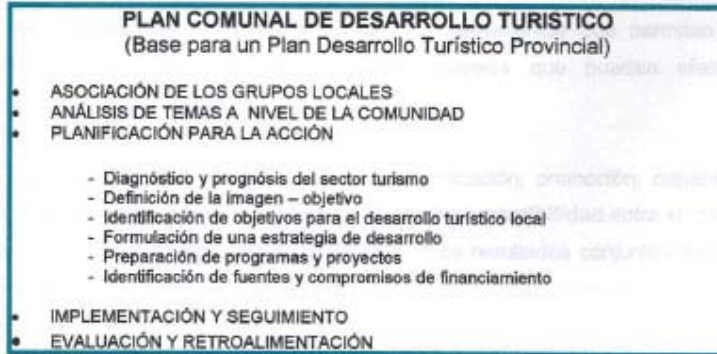 PLAN COMUNAL DE DESARROLLO TURISTICO
(Base para un Plan Desarrollo Turístico Provincial)
• ASOCIACIÓN DE LOS GRUPOS LOCALES
• ANÁLISIS DE TEMAS A NIVEL DE LA COMUNIDAD
• PLANIFICACIÓN PARA LA ACCIÓN
- Diagnóstico y prognósis del sector turismo
- Definición de la imagen – objetivo
- Identificación de objetivos para el desarrollo turístico local
- Formulación de una estrategia de desarrollo
- Preparación de programas y proyectos
- Identificación de fuentes y compromisos de financiamiento
• IMPLEMENTACIÓN Y SEGUIMIENTO
• EVALUACIÓN Y RETROALIMENTACIÓN